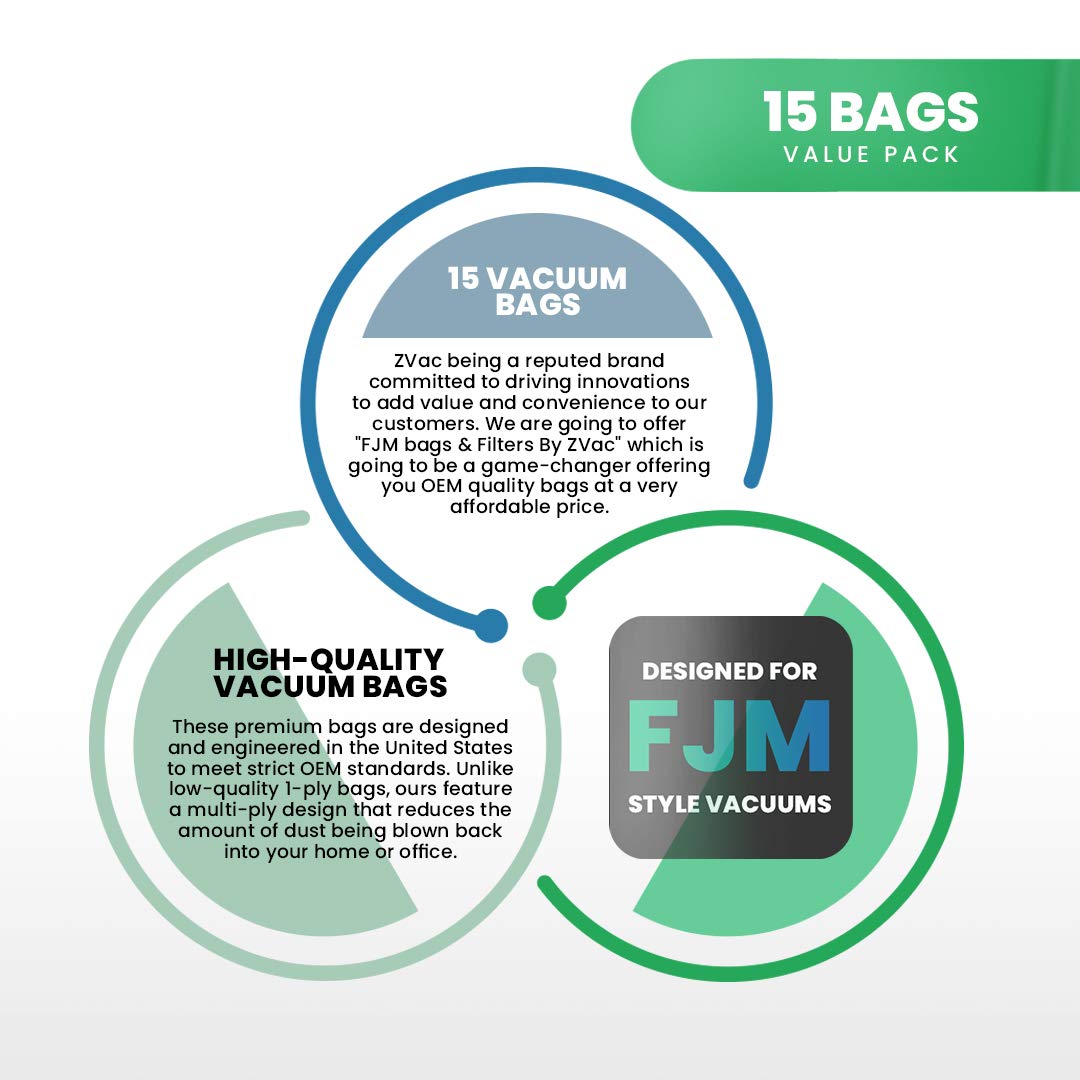 15 BAGS
VALUE PACK
15 VACUUM
BAGS
ZVac being a reputed brand
committed to driving innovations
to add value and convenience to our
customers. We are going to offer
"FJM bags & Filters By ZVac" which is
going to be a game-changer offering
you OEM quality bags at a very
affordable price.
HIGH-QUALITY
VACUUM BAGS
These premium bags are designed
and engineered in the United States
to meet strict OEM standards. Unlike
low-quality 1-ply bags, ours feature
a multi-ply design that reduces the
amount of dust being blown back
into your home or office.
DESIGNED FOR
FJM
STYLE VACUUMS